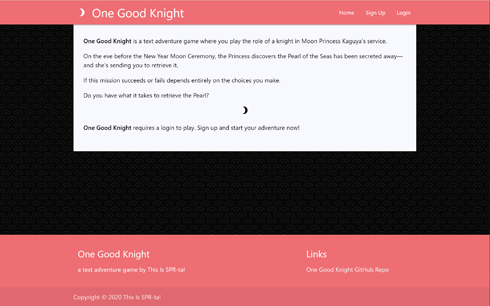 One Good Knight
Home Sign Up Login
One Good Knight is a text adventure game where you play the role of a knight in Moon Princess Kaguya's service.
On the eve before the New Year Moon Ceremony, the Princess discovers the Pearl of the Seas has been secreted away—
and she's sending you to retrieve it.
If this mission succeeds or fails depends entirely on the choices you make.
Do you have what it takes to retrieve the Pearl?
One Good Knight requires a login to play. Sign up and start your adventure now!
One Good Knight
a text adventure game by This Is SPR-ta!
Links
One Good Knight GitHub Repo
Copyright © 2020 This Is SPR-ta!